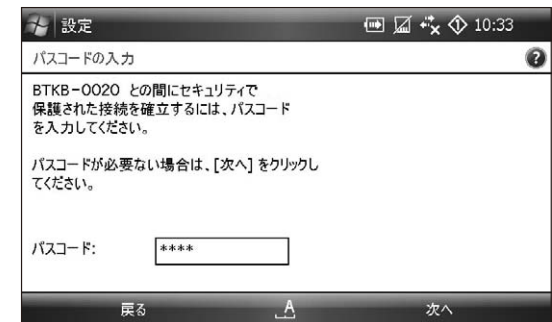 設定 10:33
パスコードの入力
BTKB-0020 との間にセキュリティで
保護された接続を確立するには、パスコード
を入力してください。
パスコードが必要ない場合は、[次へ] をクリックし
てください。
パスコード: ****
戻る A 次へ